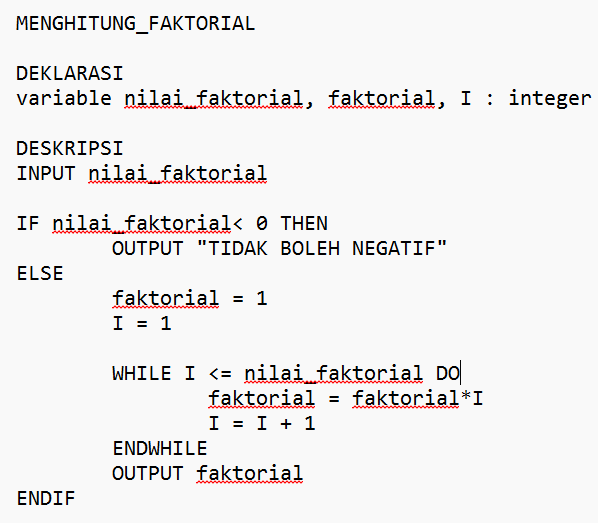 MENGHITUNG_FAKTORIAL
DEKLARASI
variable nilai_faktorial, faktorial, I : integer
DESKRIPSI
INPUT nilai_faktorial
IF nilai_faktorial< 0 THEN
OUTPUT "TIDAK BOLEH NEGATIF"
ELSE
faktorial = 1
I = 1
WHILE I <= nilai_faktorial DO
faktorial = faktorial*I
I = I + 1
ENDWHILE
OUTPUT faktorial
ENDIF